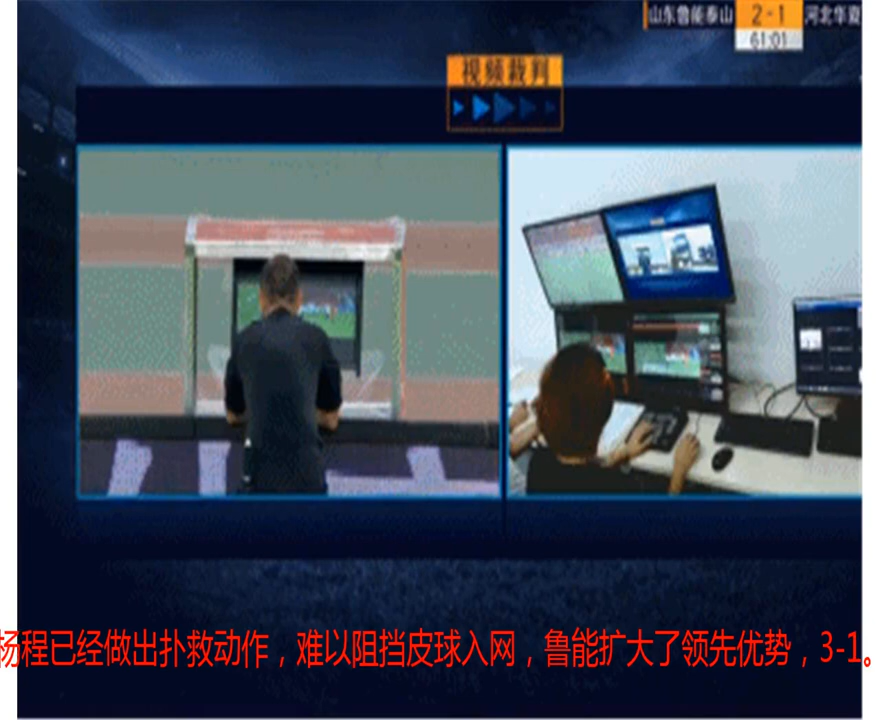 山东鲁能泰山 2-1 河北华夏
61:01
视频裁判
杨程已经做出扑救动作，难以阻挡皮球入网，鲁能扩大了领先优势，3-1。